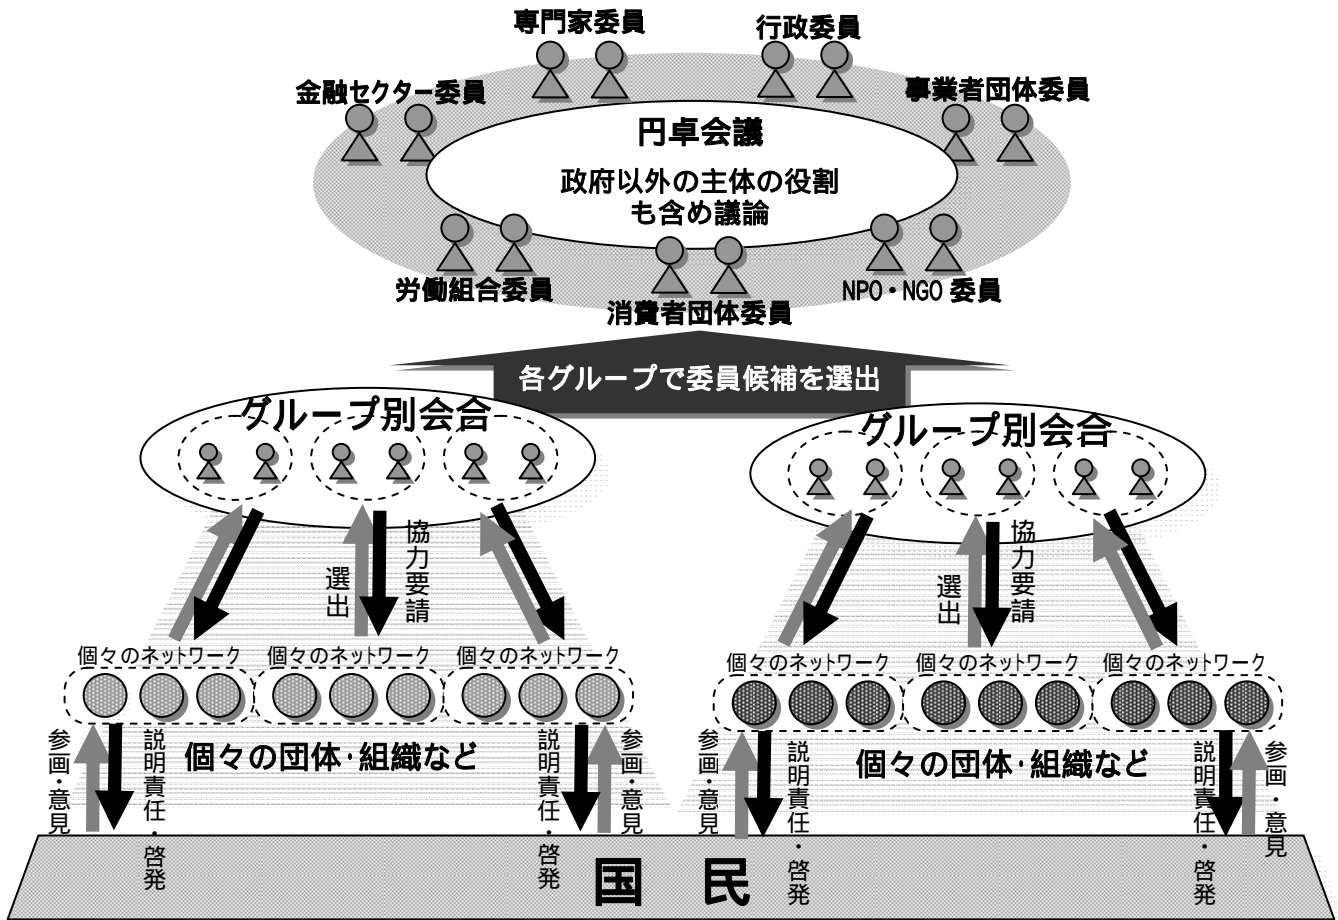 専門家委員
行政委員
金融セクター委員
事業者団体委員
円卓会議
政府以外の主体の役割
も含め議論
労働組合委員
消費者団体委員
NPO・NGO 委員
各グループで委員候補を選出
グループ別会合
グループ別会合
選出
協力要請
選出
協力要請
個々のネットワーク
個々のネットワーク
個々のネットワーク
個々のネットワーク
個々のネットワーク
個々のネットワーク
参画・意見
説明責任・啓発
個々の団体・組織など
説明責任・啓発
参画・意見
参画・意見
説明責任・啓発
個々の団体・組織など
説明責任・啓発
参画・意見
国 民